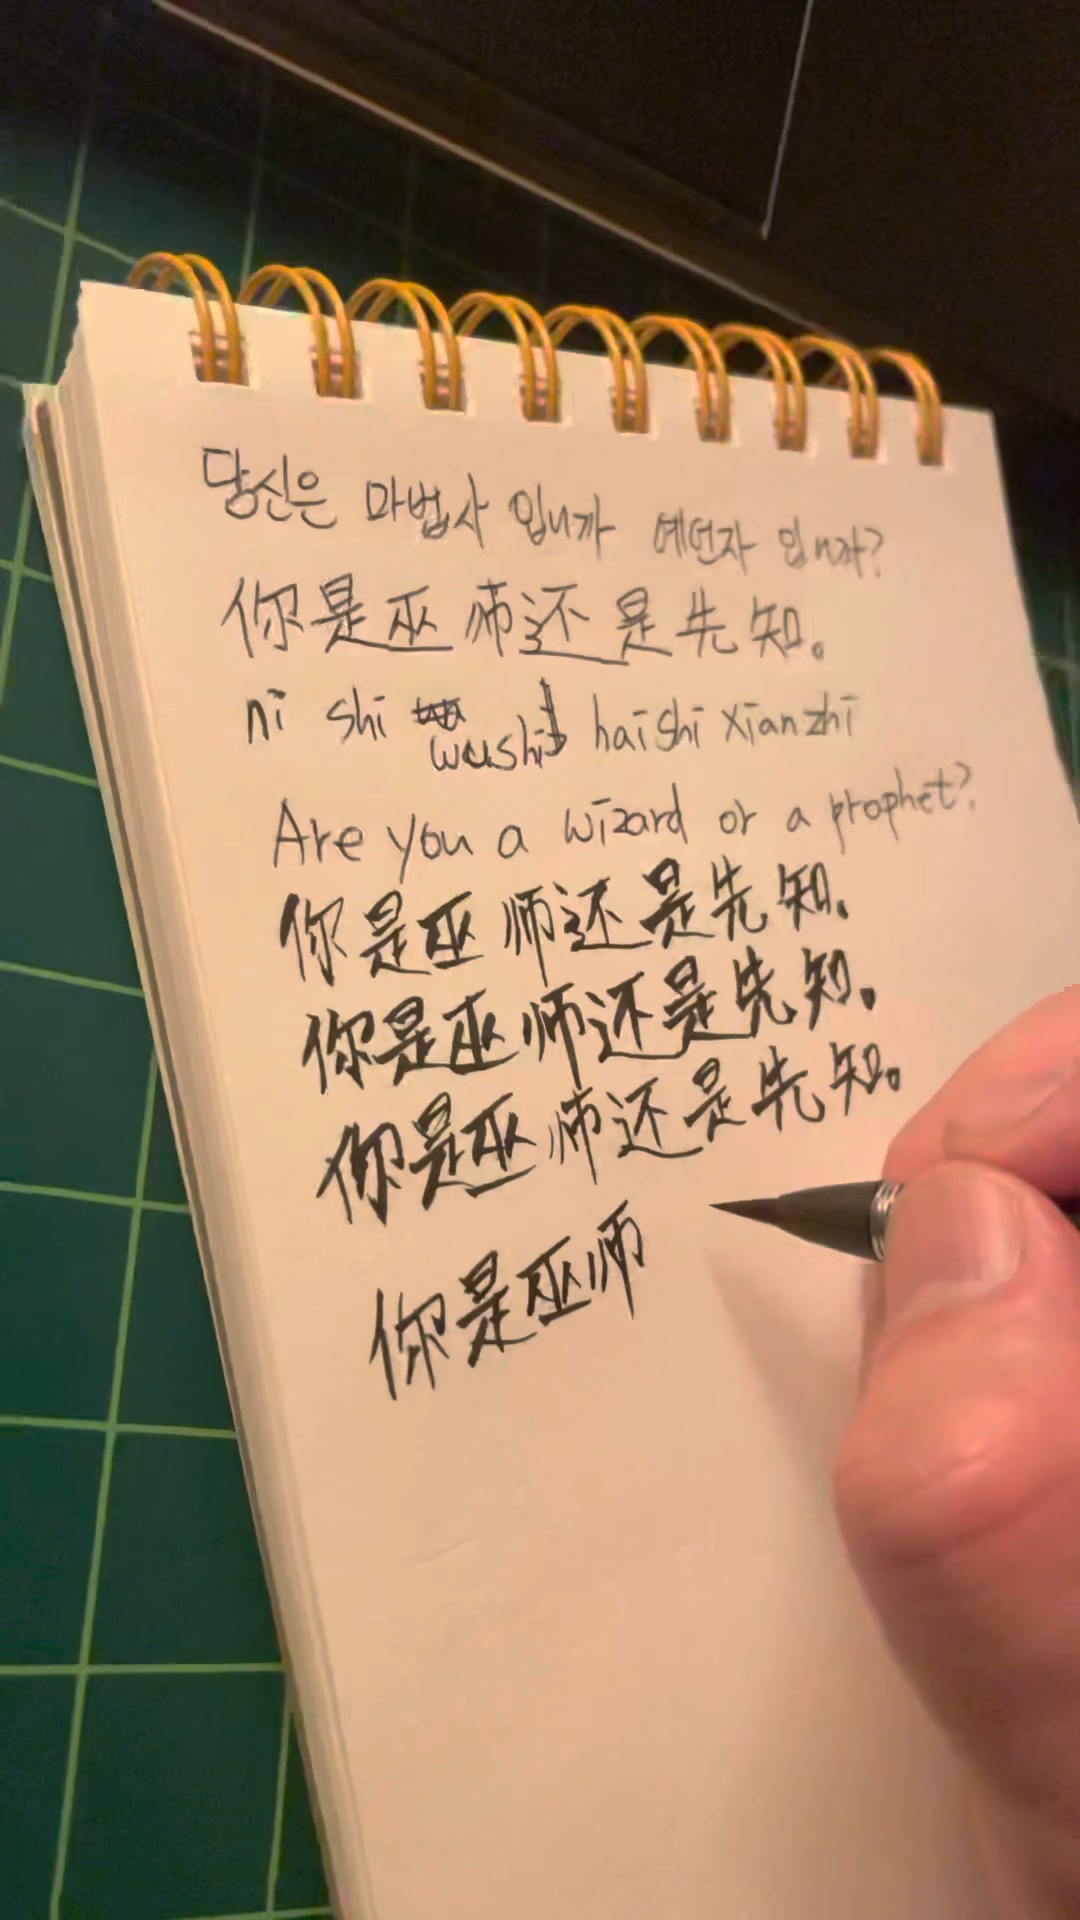 당신은 마법사 입니까 예언자 입니까?
你是巫师还是先知。
ni shi wushi haishi xianzhi
Are you a wizard or a prophet?
你是巫师还是先知。
你是巫师还是先知。
你是巫师还是先知。
你是巫师